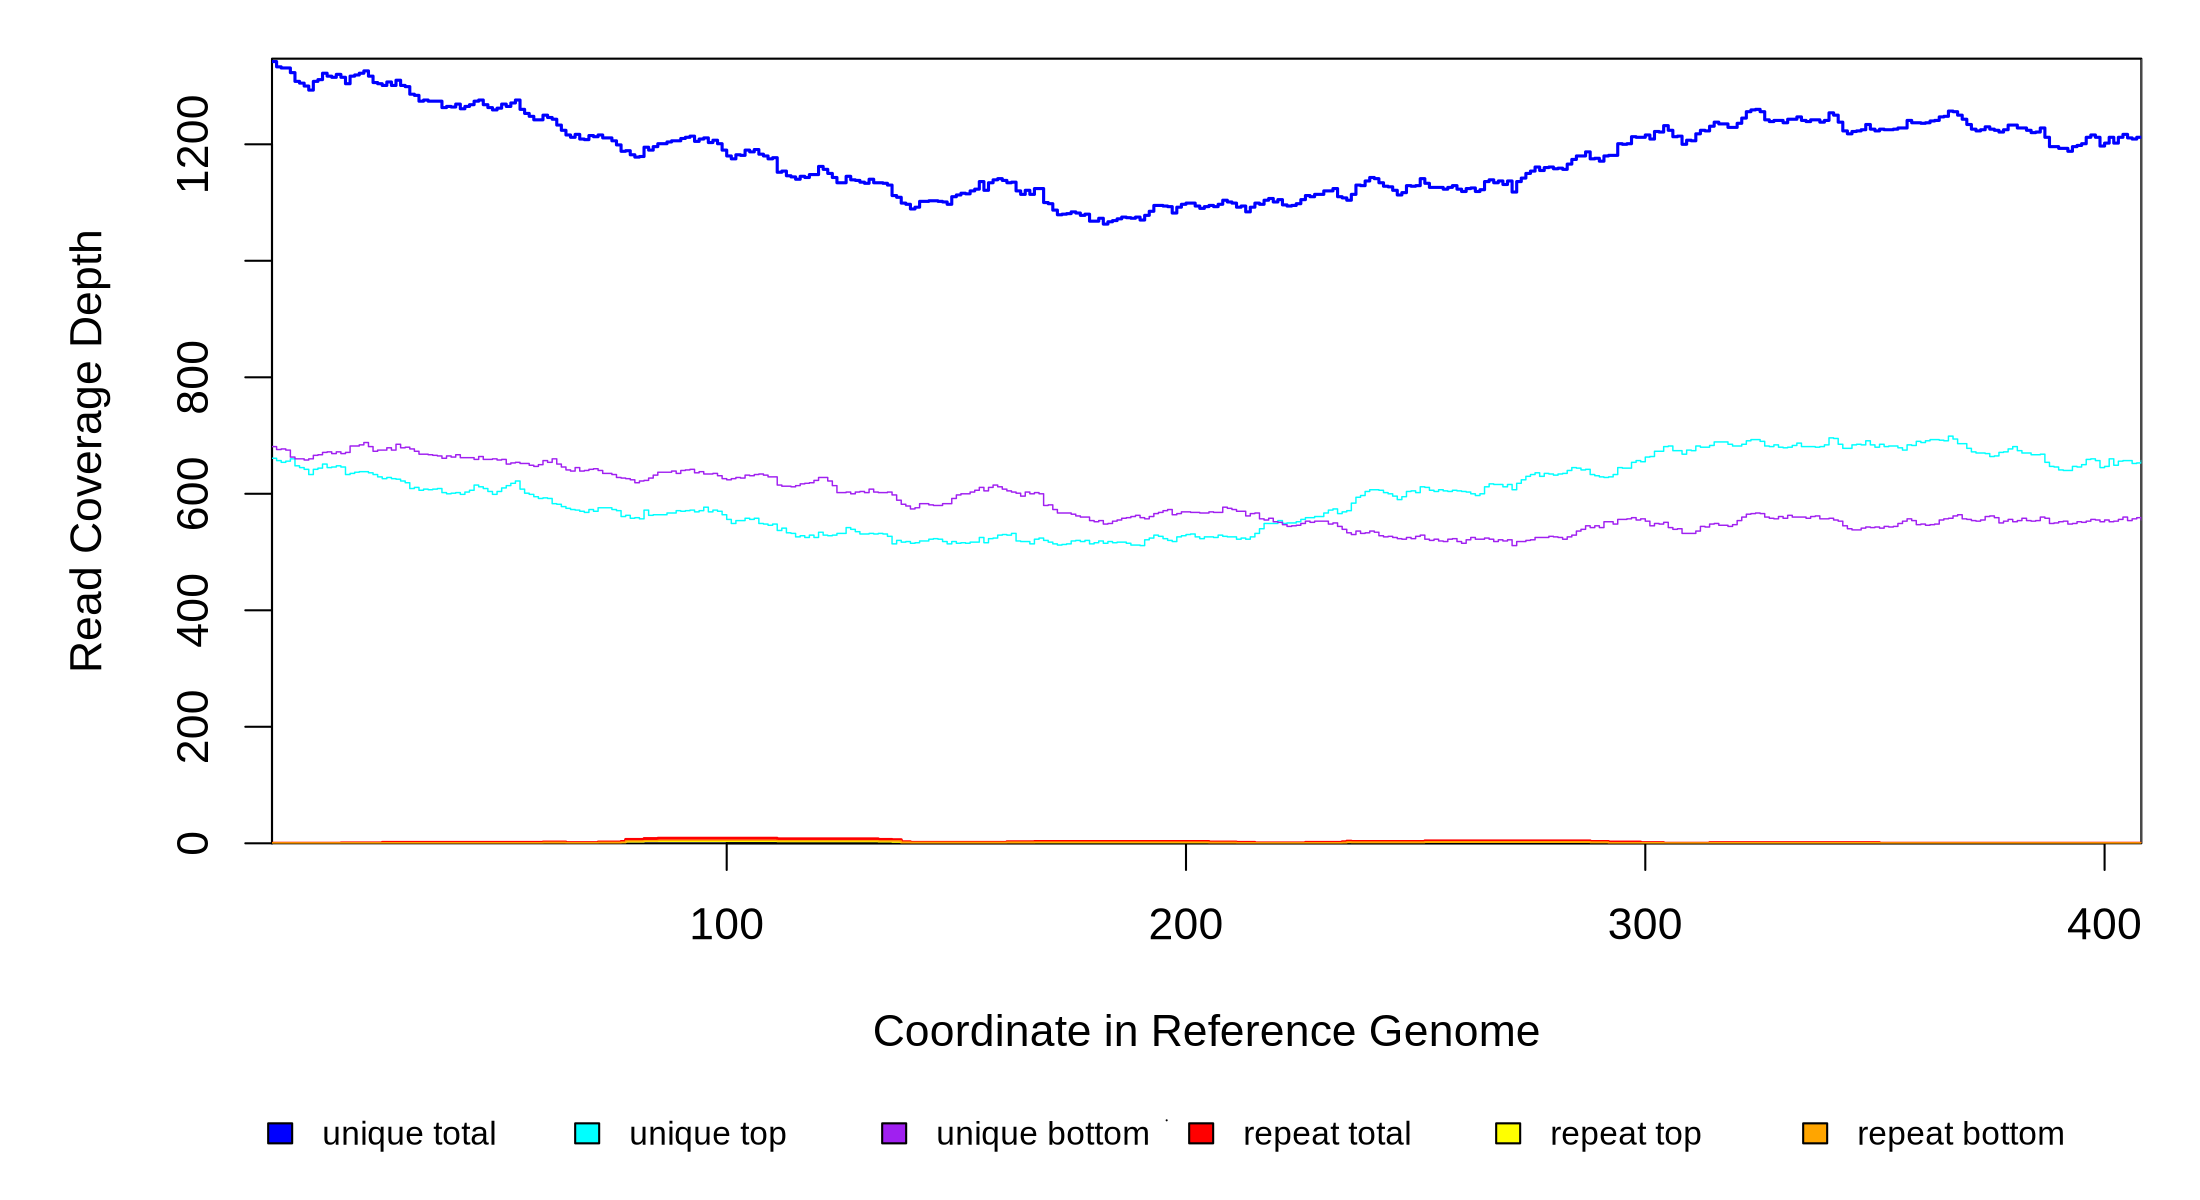 1200
800
600
400
200
0
Read Coverage Depth
100 200 300 400
Coordinate in Reference Genome
unique total unique top unique bottom repeat total repeat top repeat bottom